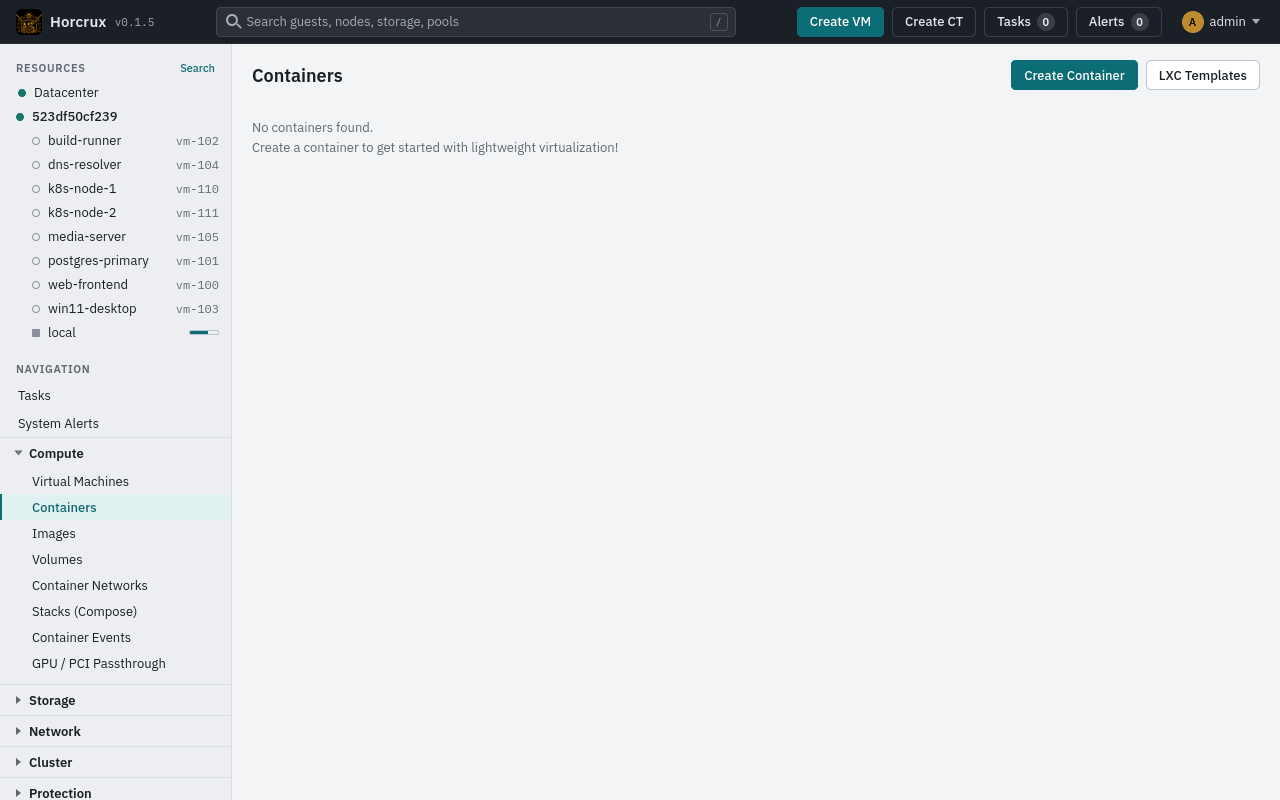 Horcrux v0.1.5
Search guests, nodes, storage, pools /
Create VM
Create CT
Tasks 0
Alerts 0
A admin
RESOURCES Search
Datacenter
523df50cf239
build-runner vm-102
dns-resolver vm-104
k8s-node-1 vm-110
k8s-node-2 vm-111
media-server vm-105
postgres-primary vm-101
web-frontend vm-100
win11-desktop vm-103
local
NAVIGATION
Tasks
System Alerts
Compute
Virtual Machines
Containers
Images
Volumes
Container Networks
Stacks (Compose)
Container Events
GPU / PCI Passthrough
Storage
Network
Cluster
Protection
Containers
Create Container
LXC Templates
No containers found.
Create a container to get started with lightweight virtualization!